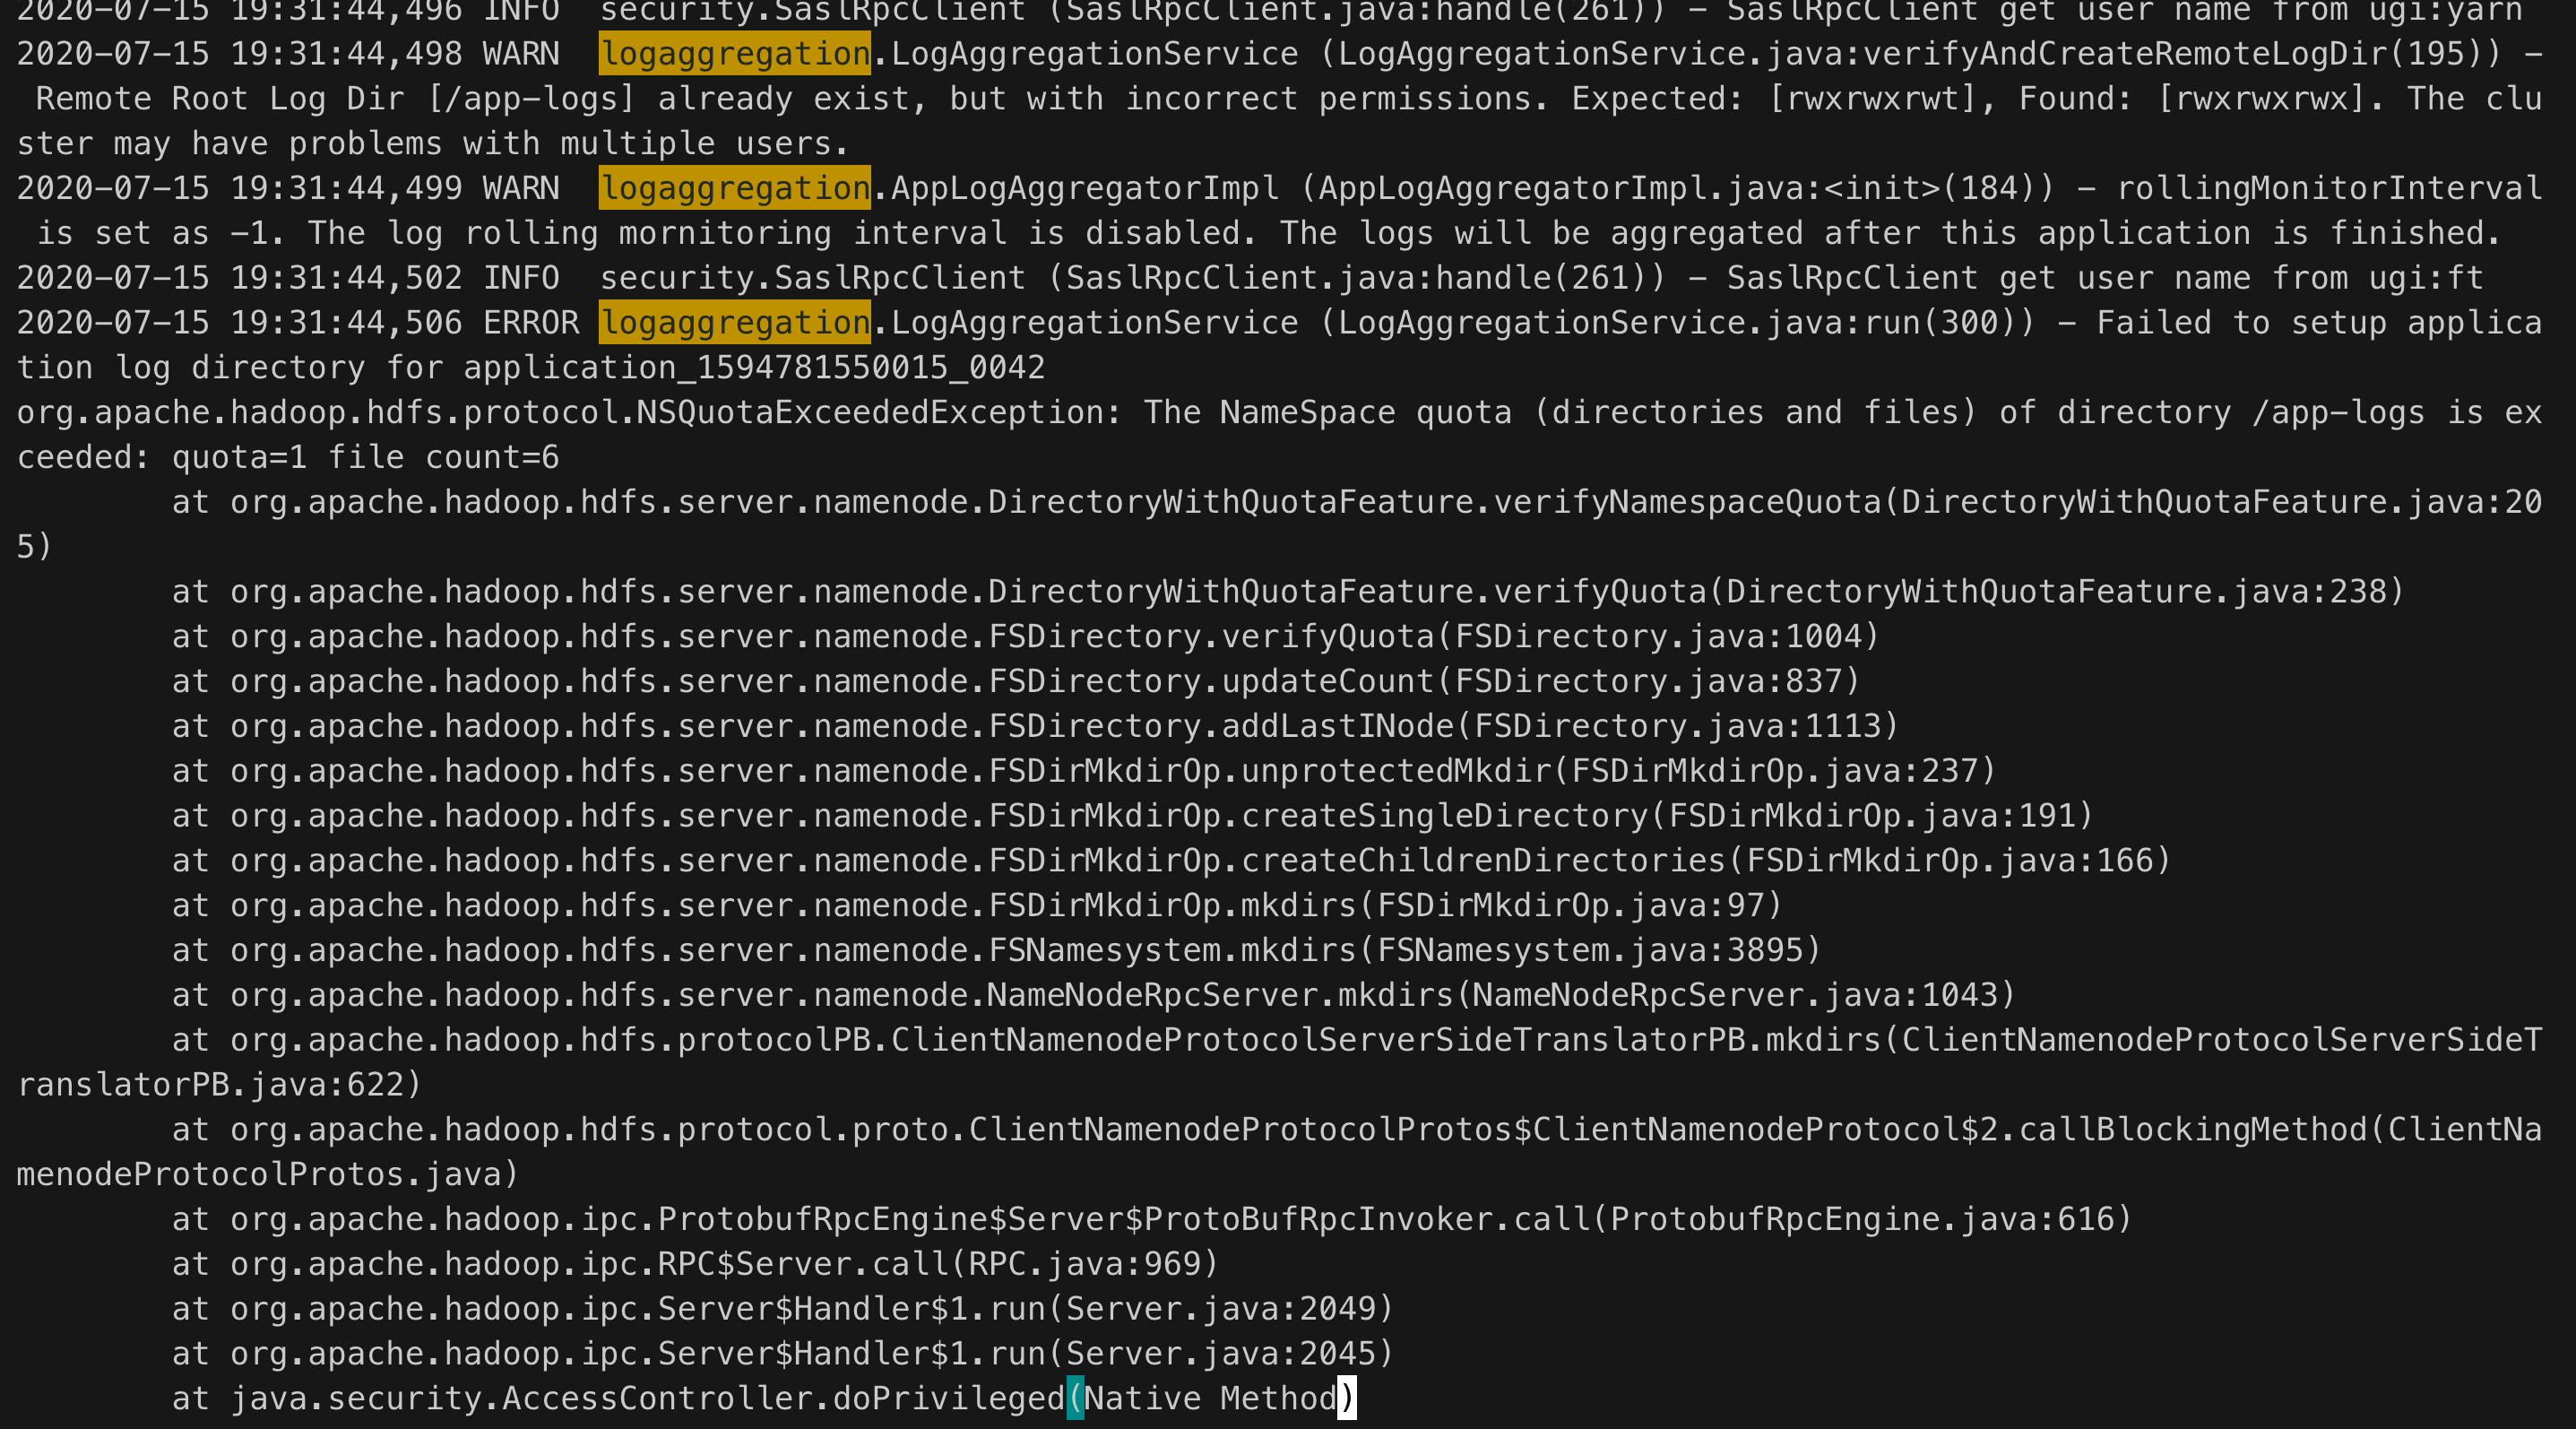 2020-07-15 19:31:44,496 INFO  security.SaslRpcClient (SaslRpcClient.java:handle(261)) - SaslRpcClient get user name from ugi:yarn
2020-07-15 19:31:44,498 WARN  logaggregation.LogAggregationService (LogAggregationService.java:verifyAndCreateRemoteLogDir(195)) -
 Remote Root Log Dir [/app-logs] already exist, but with incorrect permissions. Expected: [rwxrwxrwt], Found: [rwxrwxrwx]. The clu
ster may have problems with multiple users.
2020-07-15 19:31:44,499 WARN  logaggregation.AppLogAggregatorImpl (AppLogAggregatorImpl.java:<init>(184)) - rollingMonitorInterval
 is set as -1. The log rolling mornitoring interval is disabled. The logs will be aggregated after this application is finished.
2020-07-15 19:31:44,502 INFO  security.SaslRpcClient (SaslRpcClient.java:handle(261)) - SaslRpcClient get user name from ugi:ft
2020-07-15 19:31:44,506 ERROR logaggregation.LogAggregationService (LogAggregationService.java:run(300)) - Failed to setup applica
tion log directory for application_1594781550015_0042
org.apache.hadoop.hdfs.protocol.NSQuotaExceededException: The NameSpace quota (directories and files) of directory /app-logs is ex
ceeded: quota=1 file count=6
        at org.apache.hadoop.hdfs.server.namenode.DirectoryWithQuotaFeature.verifyNamespaceQuota(DirectoryWithQuotaFeature.java:20
5)
        at org.apache.hadoop.hdfs.server.namenode.DirectoryWithQuotaFeature.verifyQuota(DirectoryWithQuotaFeature.java:238)
        at org.apache.hadoop.hdfs.server.namenode.FSDirectory.verifyQuota(FSDirectory.java:1004)
        at org.apache.hadoop.hdfs.server.namenode.FSDirectory.updateCount(FSDirectory.java:837)
        at org.apache.hadoop.hdfs.server.namenode.FSDirectory.addLastINode(FSDirectory.java:1113)
        at org.apache.hadoop.hdfs.server.namenode.FSDirMkdirOp.unprotectedMkdir(FSDirMkdirOp.java:237)
        at org.apache.hadoop.hdfs.server.namenode.FSDirMkdirOp.createSingleDirectory(FSDirMkdirOp.java:191)
        at org.apache.hadoop.hdfs.server.namenode.FSDirMkdirOp.createChildrenDirectories(FSDirMkdirOp.java:166)
        at org.apache.hadoop.hdfs.server.namenode.FSDirMkdirOp.mkdirs(FSDirMkdirOp.java:97)
        at org.apache.hadoop.hdfs.server.namenode.FSNamesystem.mkdirs(FSNamesystem.java:3895)
        at org.apache.hadoop.hdfs.server.namenode.NameNodeRpcServer.mkdirs(NameNodeRpcServer.java:1043)
        at org.apache.hadoop.hdfs.protocolPB.ClientNamenodeProtocolServerSideTranslatorPB.mkdirs(ClientNamenodeProtocolServerSideT
ranslatorPB.java:622)
        at org.apache.hadoop.hdfs.protocol.proto.ClientNamenodeProtocolProtos$ClientNamenodeProtocol$2.callBlockingMethod(ClientNa
menodeProtocolProtos.java)
        at org.apache.hadoop.ipc.ProtobufRpcEngine$Server$ProtoBufRpcInvoker.call(ProtobufRpcEngine.java:616)
        at org.apache.hadoop.ipc.RPC$Server.call(RPC.java:969)
        at org.apache.hadoop.ipc.Server$Handler$1.run(Server.java:2049)
        at org.apache.hadoop.ipc.Server$Handler$1.run(Server.java:2045)
        at java.security.AccessController.doPrivileged(Native Method)